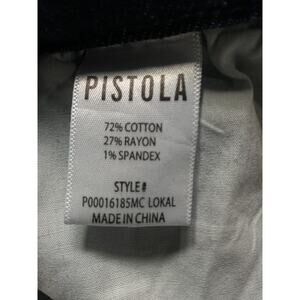 PISTOLA
72% COTTON
27% RAYON
1% SPANDEX
STYLE#
P00016185MC LOKAL
MADE IN CHINA